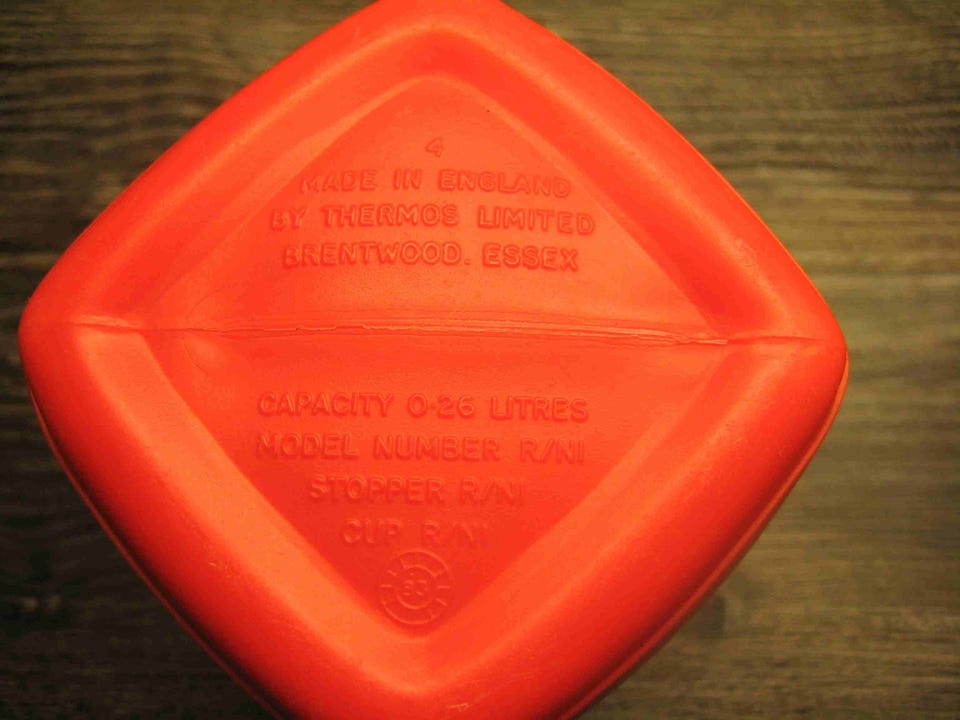 4
MADE IN ENGLAND
BY THERMOS LIMITED
BRENTWOOD. ESSEX
CAPACITY 0·26 LITRES
MODEL NUMBER R/NI
STOPPER R/NI
CUP R/NI
83